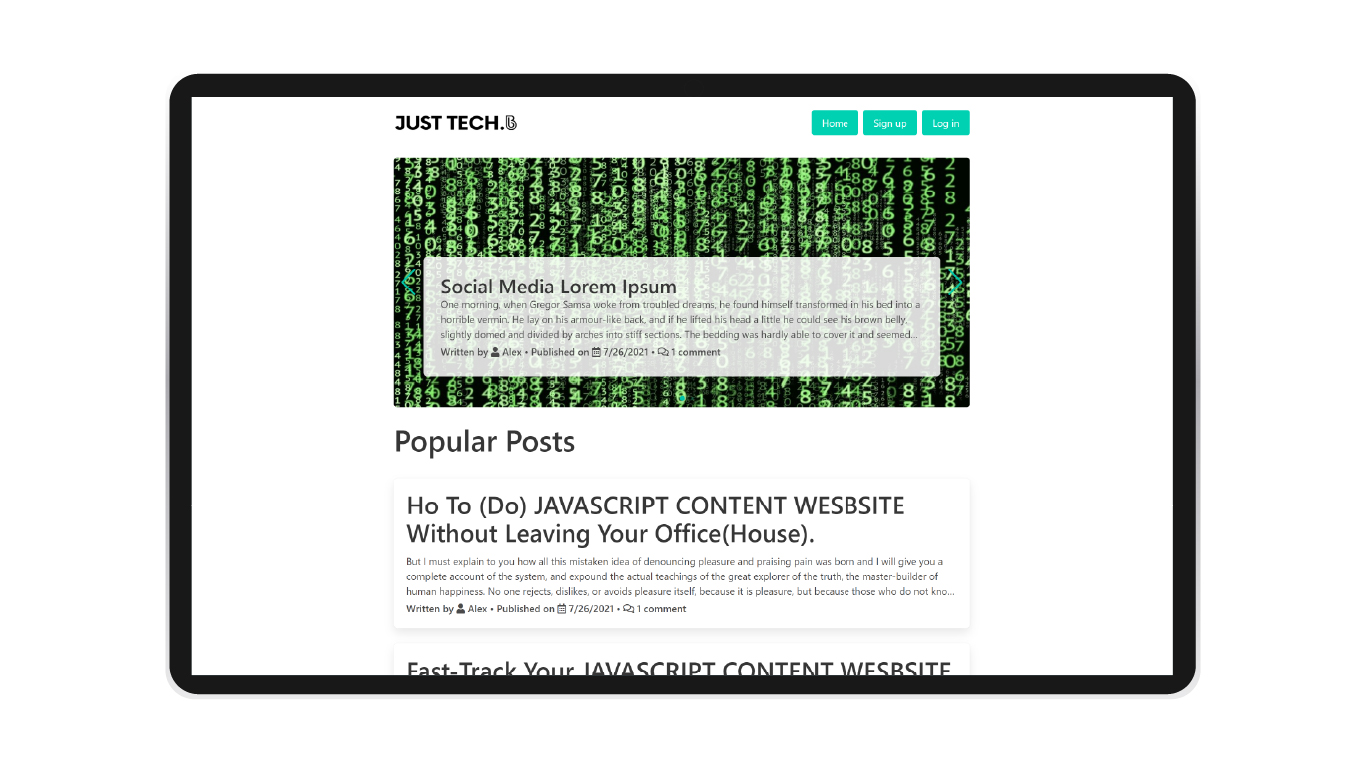 JUST TECH.B
Home Sign up Log in
Social Media Lorem Ipsum
One morning, when Gregor Samsa woke from troubled dreams, he found himself transformed in his bed into a
horrible vermin. He lay on his armour-like back, and if he lifted his head a little he could see his brown belly,
slightly domed and divided by arches into stiff sections. The bedding was hardly able to cover it and seemed...
Written by Alex • Published on 7/26/2021 • 1 comment
Popular Posts
Ho To (Do) JAVASCRIPT CONTENT WESBSITE
Without Leaving Your Office(House).
But I must explain to you how all this mistaken idea of denouncing pleasure and praising pain was born and I will give you a
complete account of the system, and expound the actual teachings of the great explorer of the truth, the master-builder of
human happiness. No one rejects, dislikes, or avoids pleasure itself, because it is pleasure, but because those who do not kno...
Written by Alex • Published on 7/26/2021 • 1 comment
Fast-Track Your JAVASCRIPT CONTENT WESBSITE